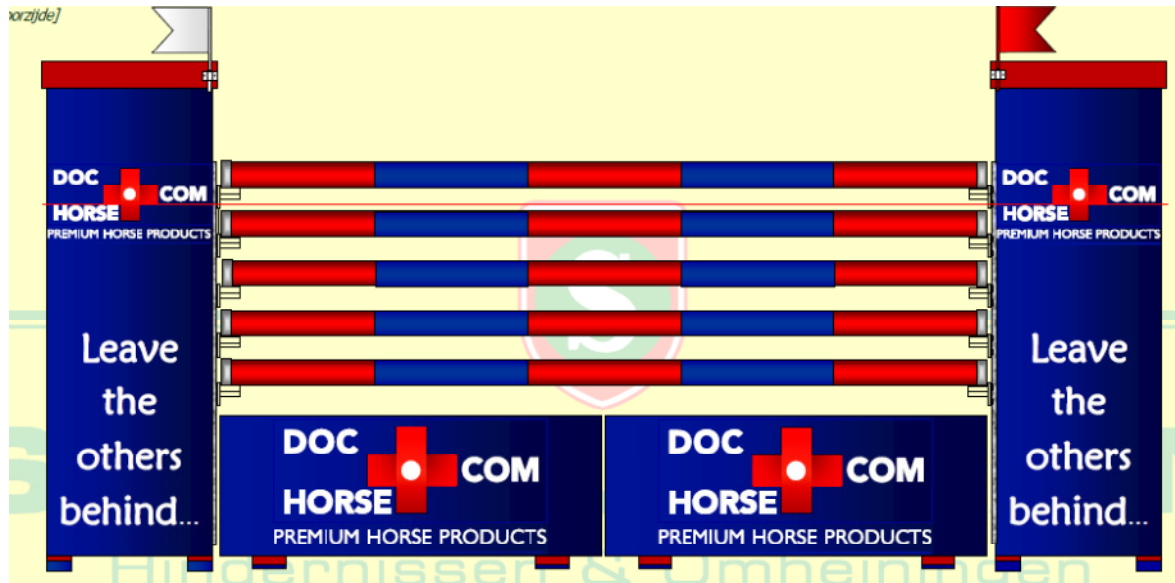 DOC
HORSE COM
PREMIUM HORSE PRODUCTS
Leave
the
others
behind...
DOC
HORSE COM
PREMIUM HORSE PRODUCTS
DOC
HORSE COM
PREMIUM HORSE PRODUCTS
DOC
HORSE COM
PREMIUM HORSE PRODUCTS
Leave
the
others
behind...
S
Hindernissen & Omheiningen